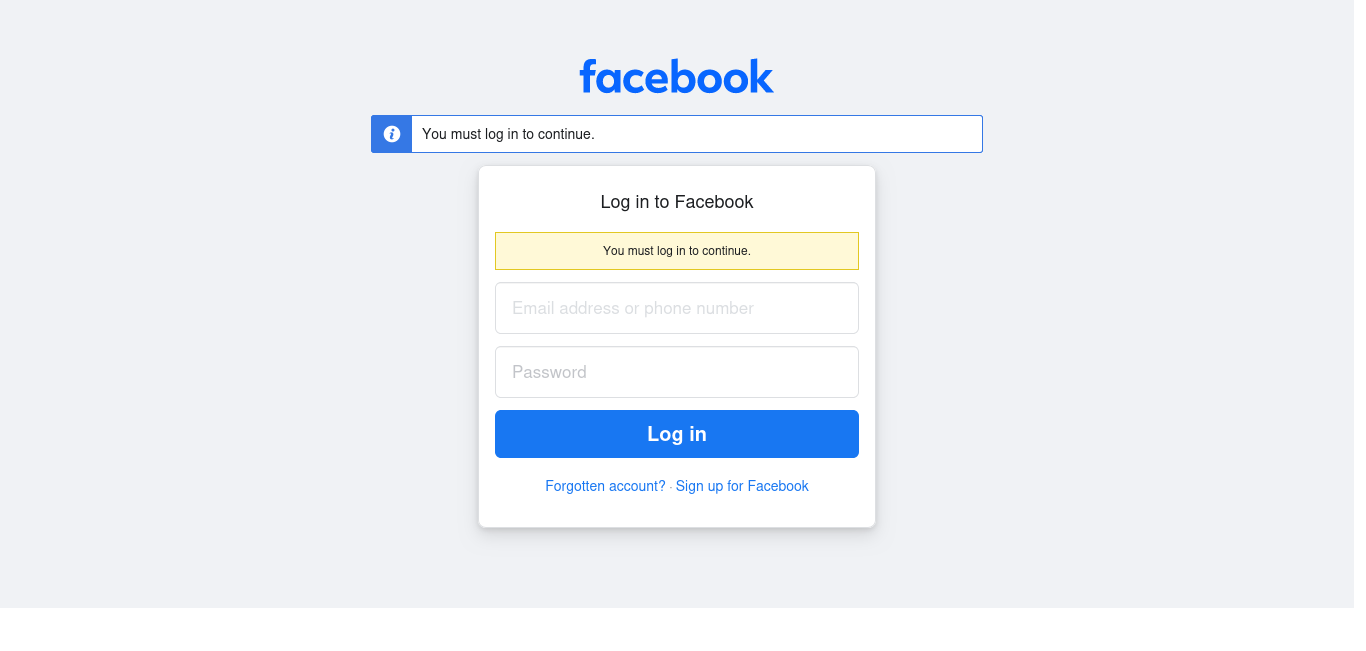 facebook
You must log in to continue.
Log in to Facebook
You must log in to continue.
Email address or phone number
Password
Log in
Forgotten account? · Sign up for Facebook